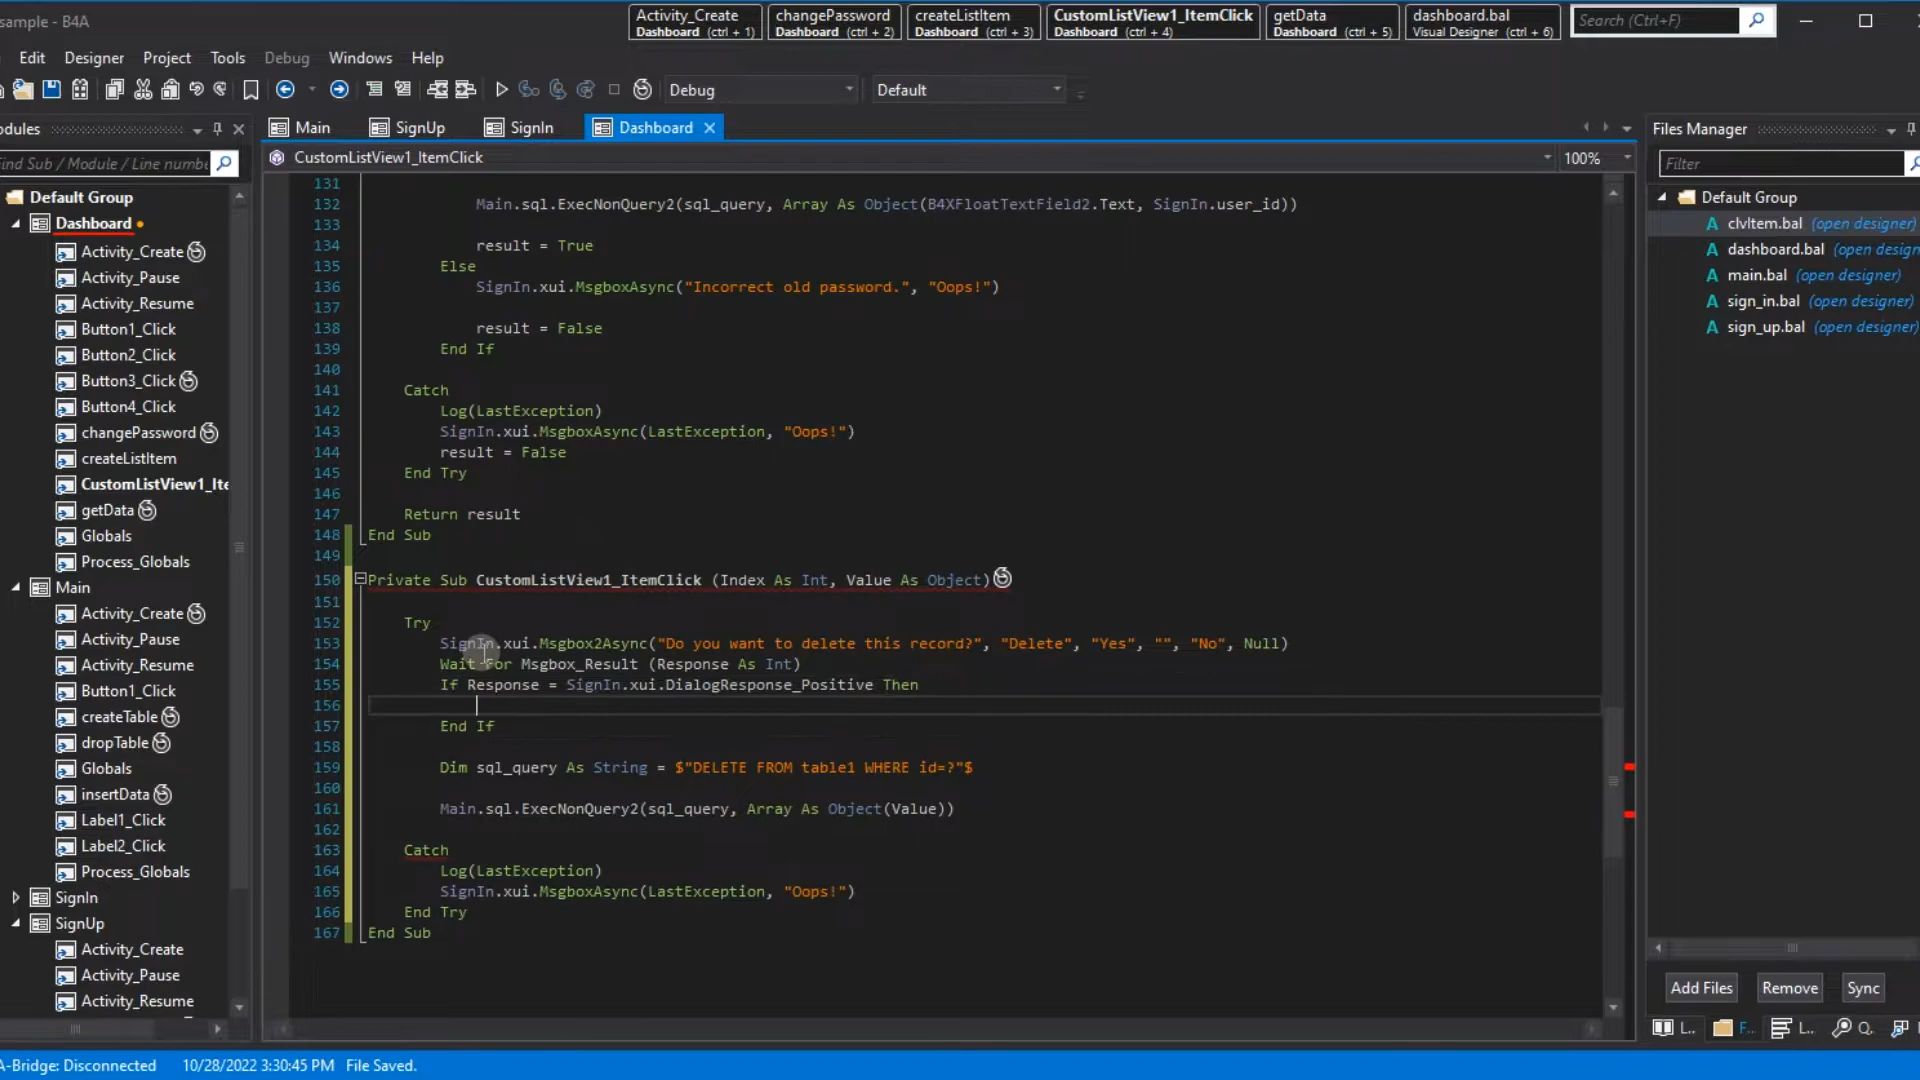 sample - B4A
Activity_Create
Dashboard (ctrl + 1)
changePassword
Dashboard (ctrl + 2)
createListItem
Dashboard (ctrl + 3)
CustomListView1_ItemClick
Dashboard (ctrl + 4)
getData
Dashboard (ctrl + 5)
dashboard.bal
Visual Designer (ctrl + 6)
Search (Ctrl+F)
Edit Designer Project Tools Debug Windows Help
Debug
Default
odules
Main
SignUp
SignIn
Dashboard
Files Manager
ind Sub / Module / Line numbe
CustomListView1_ItemClick
100%
Filter
Default Group
Dashboard
Activity_Create
Activity_Pause
Activity_Resume
Button1_Click
Button2_Click
Button3_Click
Button4_Click
changePassword
createListItem
CustomListView1_Ite
getData
Globals
Process_Globals
Main
Activity_Create
Activity_Pause
Activity_Resume
Button1_Click
createTable
dropTable
Globals
insertData
Label1_Click
Label2_Click
Process_Globals
SignIn
SignUp
Activity_Create
Activity_Pause
Activity_Resume
131
132 Main.sql.ExecNonQuery2(sql_query, Array As Object(B4XFloatTextField2.Text, SignIn.user_id))
133
134 result = True
135 Else
136 SignIn.xui.MsgboxAsync("Incorrect old password.", "Oops!")
137
138 result = False
139 End If
140
141 Catch
142 Log(LastException)
143 SignIn.xui.MsgboxAsync(LastException, "Oops!")
144 result = False
145 End Try
146
147 Return result
148 End Sub
149
150 Private Sub CustomListView1_ItemClick (Index As Int, Value As Object)
151
152 Try
153 SignIn.xui.Msgbox2Async("Do you want to delete this record?", "Delete", "Yes", "", "No", Null)
154 Wait For Msgbox_Result (Response As Int)
155 If Response = SignIn.xui.DialogResponse_Positive Then
156
157 End If
158
159 Dim sql_query As String = $"DELETE FROM table1 WHERE id=?"$
160
161 Main.sql.ExecNonQuery2(sql_query, Array As Object(Value))
162
163 Catch
164 Log(LastException)
165 SignIn.xui.MsgboxAsync(LastException, "Oops!")
166 End Try
167 End Sub
Default Group
clvItem.bal (open designer)
dashboard.bal (open design
main.bal (open designer)
sign_in.bal (open designer)
sign_up.bal (open designer)
Add Files
Remove
Sync
L..
F..
L..
Q.
A-Bridge: Disconnected 10/28/2022 3:30:45 PM File Saved.